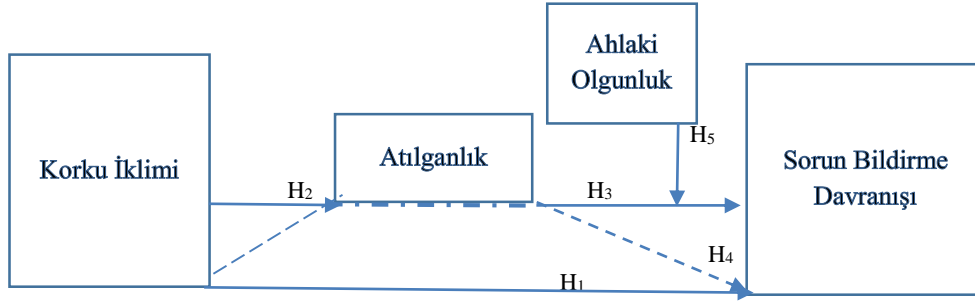 Korku İklimi
H2
Atılganlık
H3
Ahlaki
Olgunluk
H5
Sorun Bildirme
Davranışı
H4
H1